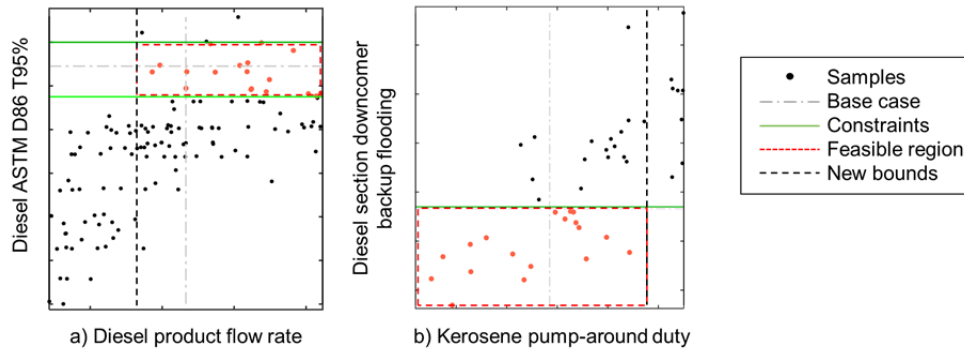 Diesel ASTM D86 T95%
a) Diesel product flow rate
Diesel section downcomer
backup flooding
b) Kerosene pump-around duty
Samples
Base case
Constraints
Feasible region
New bounds